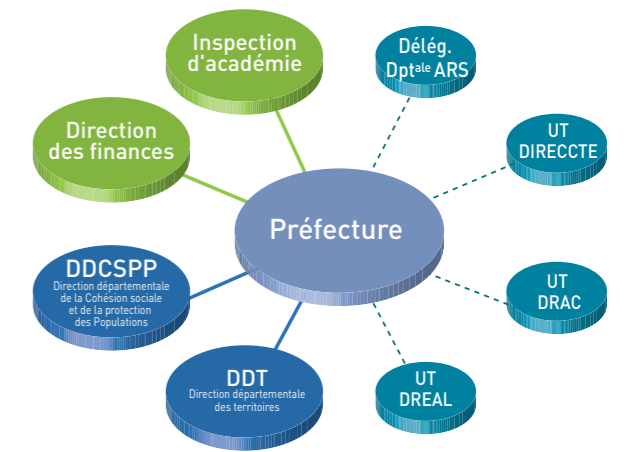 Inspection
d'académie
Délég.
Dptale ARS
Direction
des finances
UT
DIRECCTE
Préfecture
DDCSPP
Direction départementale
de la Cohésion sociale
et de la protection
des Populations
UT
DRAC
DDT
Direction départementale
des territoires
UT
DREAL